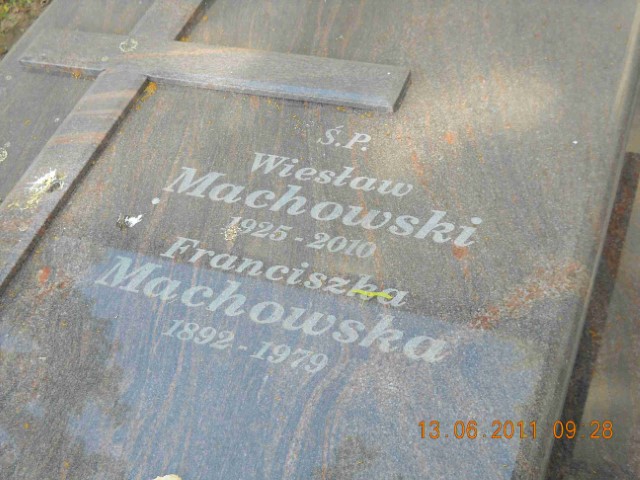 Ś.P.
Wiesław
Machowski
1925 - 2010
Franciszka
Machowska
1892 - 1979
13.06.2011 09 28